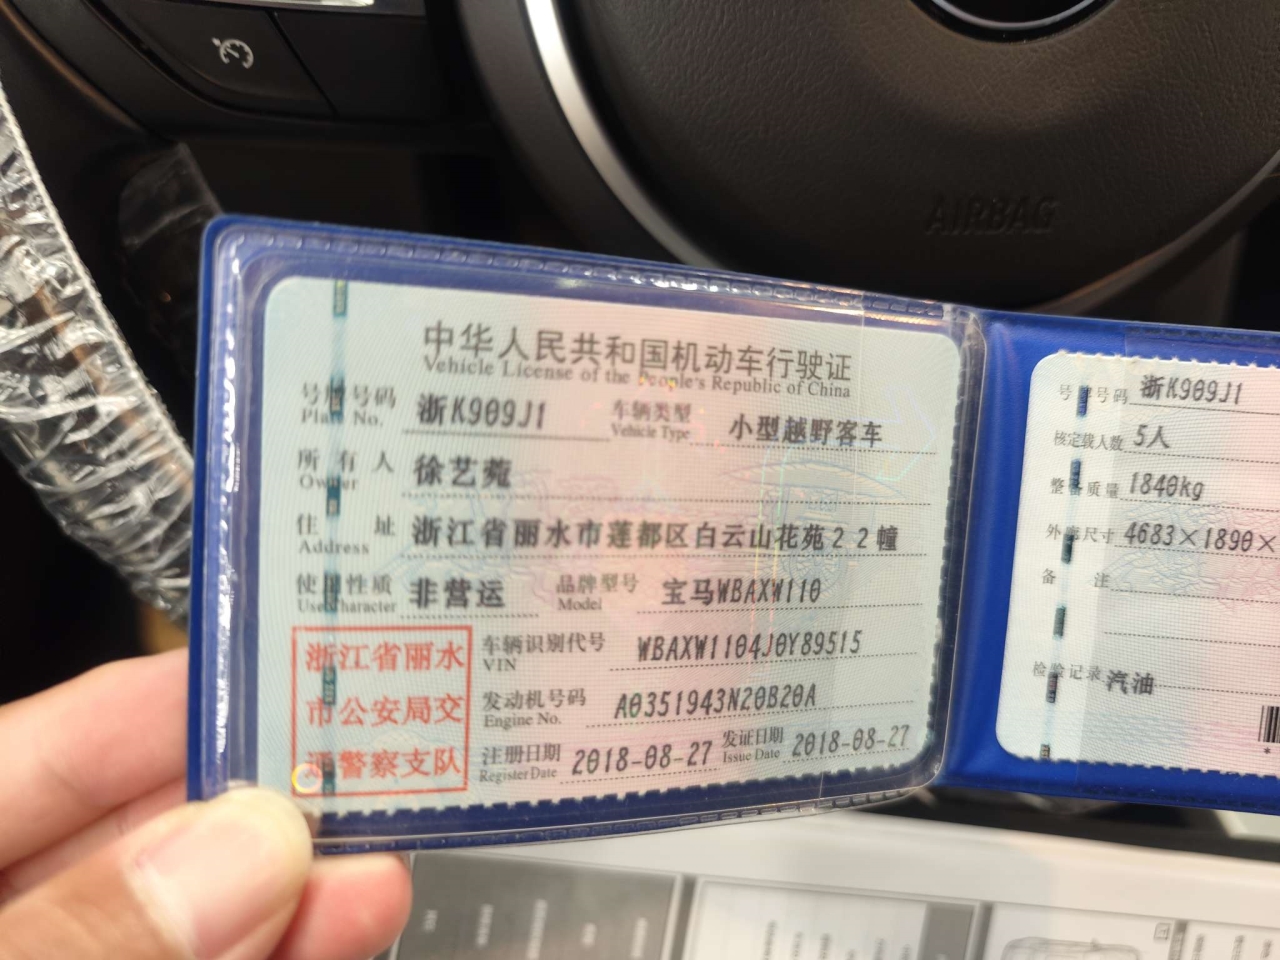 AIRBAG
中华人民共和国机动车行驶证
Vehicle License of the People's Republic of China
号牌号码 浙K909J1 车辆类型 小型越野客车
Plate No. Vehicle Type
所有人 徐艺菀
Owner
住址 浙江省丽水市莲都区白云山花苑22幢
Address
使用性质 非营运 品牌型号 宝马WBAXW110
Use Character Model
浙江省丽水
市公安局交
通警察支队
车辆识别代号 WBAXW1104J0Y89515
VIN
发动机号码 A0351943N20B20A
Engine No.
注册日期 2018-08-27 发证日期 2018-08-27
Register Date Issue Date
号牌号码 浙K909J1
核定载人数 5人
整备质量 1840kg
外廓尺寸 4683×1890×
备注
检验记录 汽油